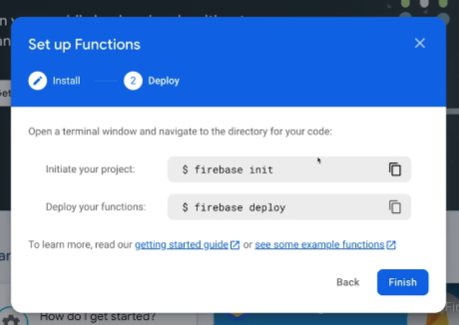 Set up Functions
Install
2 Deploy
Open a terminal window and navigate to the directory for your code:
Initiate your project:
$ firebase init
Deploy your functions:
$ firebase deploy
To learn more, read our getting started guide or see some example functions
Back
Finish
How do I get started?